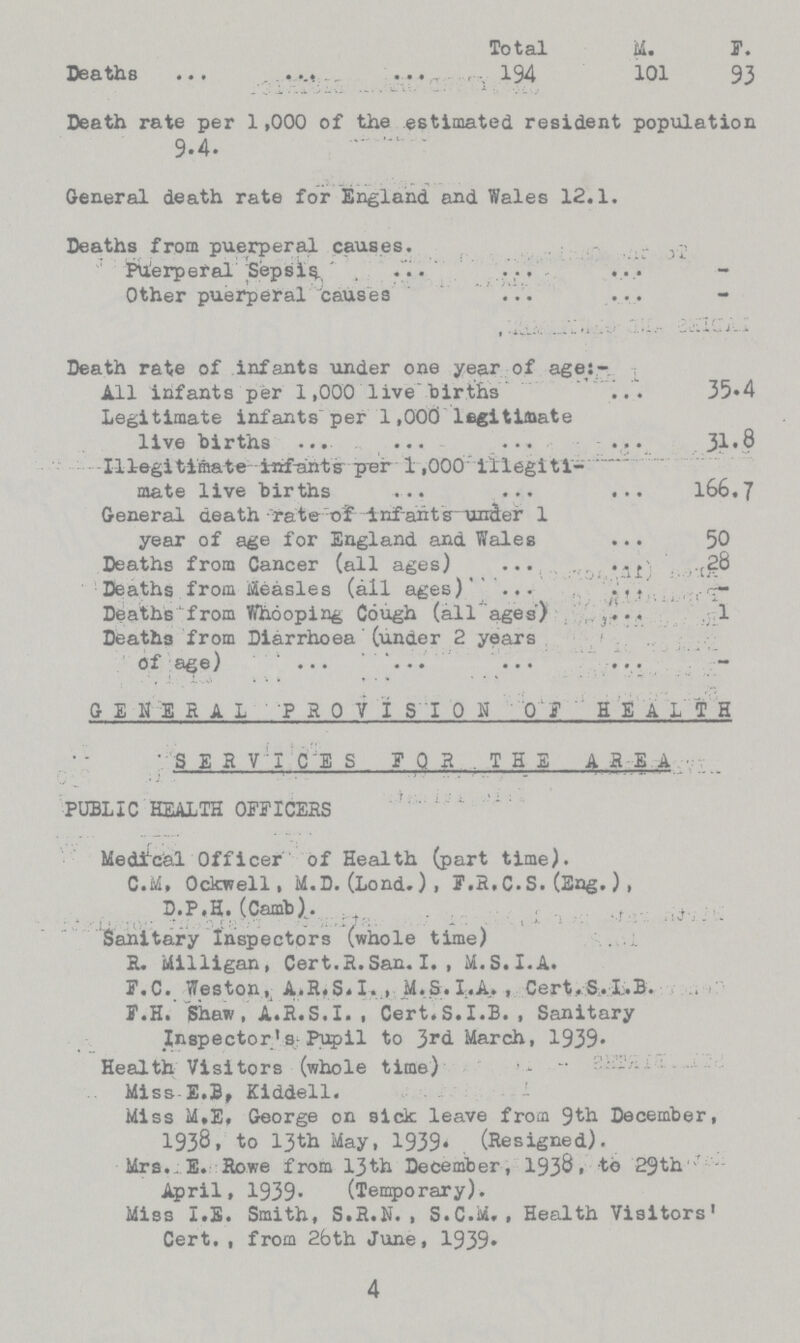 Total M. F.
Deaths ... ... ... 194 101 93
Death rate per 1,000 of the estimated resident population
9.4.
General death rate for England and Wales 12.1.
Deaths from puerperal causes.
Puerperal Sepsis ... ... ... -
Other puerperal causes ... ... -
Death rate of infants under one year of age:-
All infants per 1,000 live births ... 35.4
Legitimate infants per 1,000 legitimate
live births ... ... ... ... 31.8
Illegitimate infants per 1,000 illegiti-
mate live births ... ... ... 166.7
General death rate of infants under 1
year of age for England and Wales ... 50
Deaths from Cancer (all ages) ... ... 28
Deaths from Measles (all ages) ... ... -
Deaths from Whooping Cough (all ages) ... 1
Deaths from Diarrhoea (under 2 years
of age) ... ... ... ... -
GENERAL PROVISION OF HEALTH
SERVICES FOR THE AREA
PUBLIC HEALTH OFFICERS
Medical Officer of Health (part time).
C.M. Ockwell, M.D.(Lond.), F.R.C.S.(Eng.),
D.P.H.(Camb).
Sanitary Inspectors (whole time)
R. Milligan, Cert.R.San.I., M.S.I.A.
F.C. Weston, A.R.S.I., M.S.I.A., Cert.S.I.B.
F.H. Shaw, A.R.S.I., Cert.S.I.B., Sanitary
Inspector's Pupil to 3rd March, 1939.
Health Visitors (whole time)
Miss E.B. Kiddell.
Miss M.E. George on sick leave from 9th December,
1938, to 13th May, 1939. (Resigned).
Mrs. E. Rowe from 13th December, 1938, to 29th
April, 1939. (Temporary).
Miss I.E. Smith, S.R.N., S.C.M., Health Visitors'
Cert., from 26th June, 1939.
4